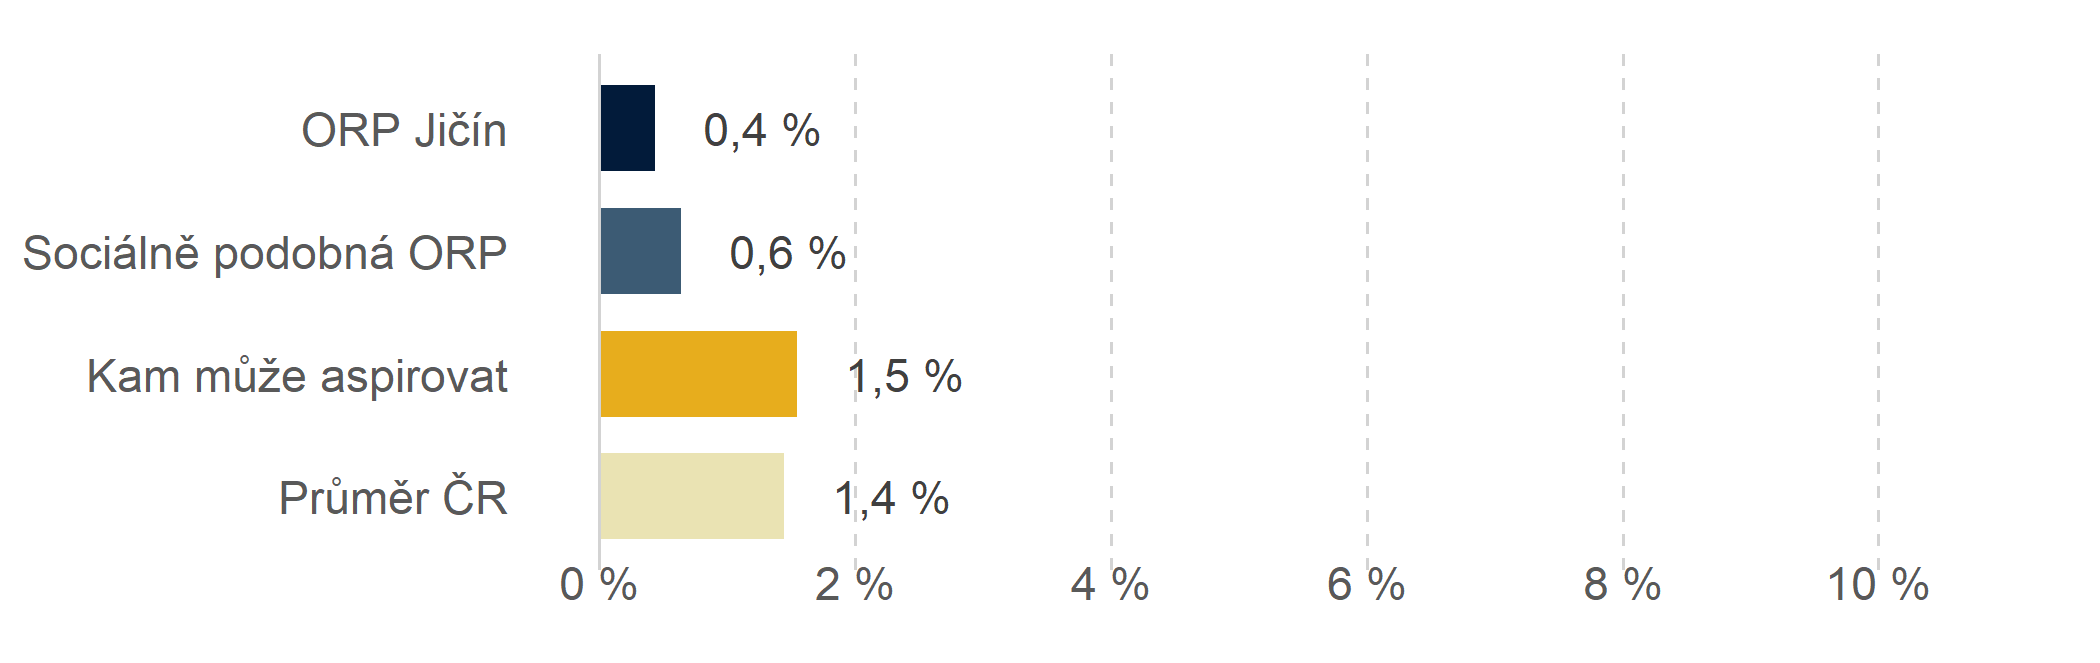 ORP Jičín 0,4 %
Sociálně podobná ORP 0,6 %
Kam může aspirovat 1,5 %
Průměr ČR 1,4 %
0 % 2 % 4 % 6 % 8 % 10 %